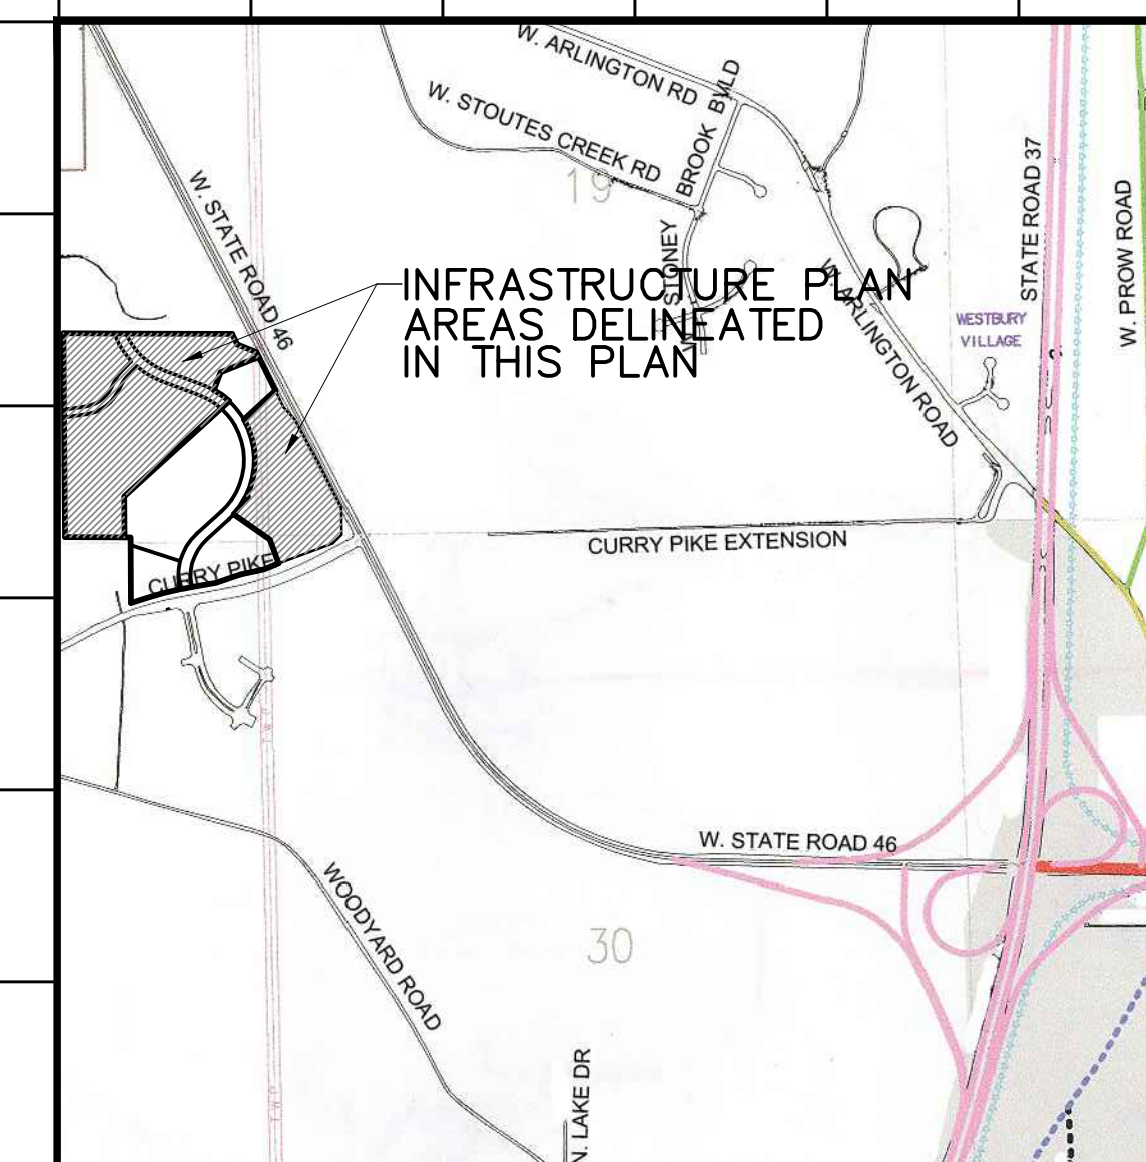 W. ARLINGTON RD
BROOK BVLD
W. STOUTES CREEK RD
19
W. STATE ROAD 46
STATE ROAD 37
W. PROW ROAD
W. STONEY
INFRASTRUCTURE PLAN
AREAS DELINEATED
IN THIS PLAN
W. ARLINGTON ROAD
WESTBURY
VILLAGE
CURRY PIKE EXTENSION
CURRY PIKE
W. STATE ROAD 46
WOODYARD ROAD
30
N. LAKE DR